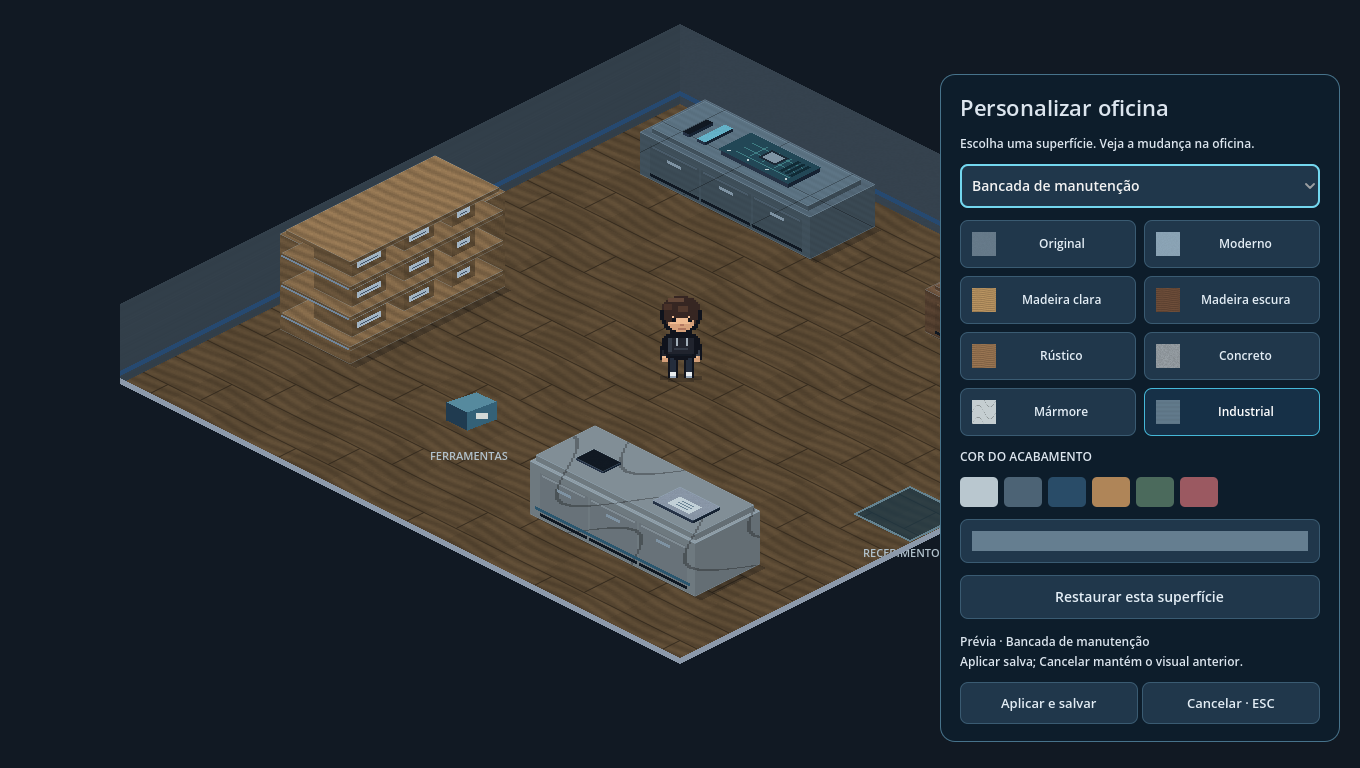 Personalizar oficina
Escolha uma superfície. Veja a mudança na oficina.
Bancada de manutenção
Original
Moderno
Madeira clara
Madeira escura
Rústico
Concreto
Mármore
Industrial
COR DO ACABAMENTO
Restaurar esta superfície
Prévia · Bancada de manutenção
Aplicar salva; Cancelar mantém o visual anterior.
Aplicar e salvar
Cancelar · ESC
FERRAMENTAS
RECEBIMENTO